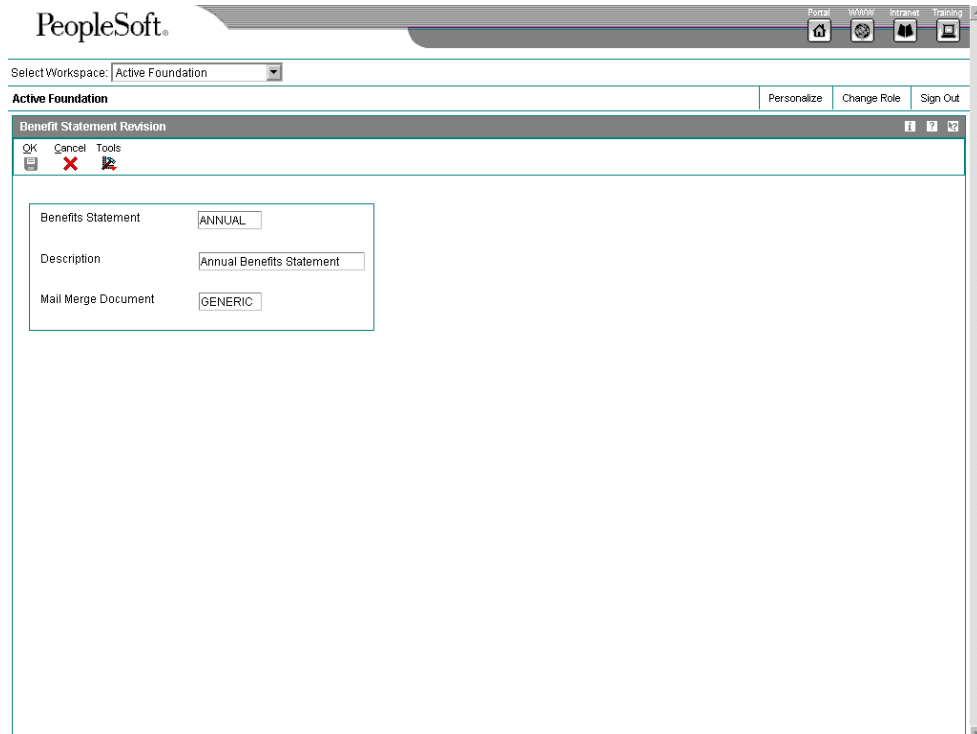 PeopleSoft®
Portal WWW Intranet Training
Select Workspace: Active Foundation
Active Foundation Personalize Change Role Sign Out
Benefit Statement Revision i ? ?
OK Cancel Tools
Benefits Statement ANNUAL
Description Annual Benefits Statement
Mail Merge Document GENERIC